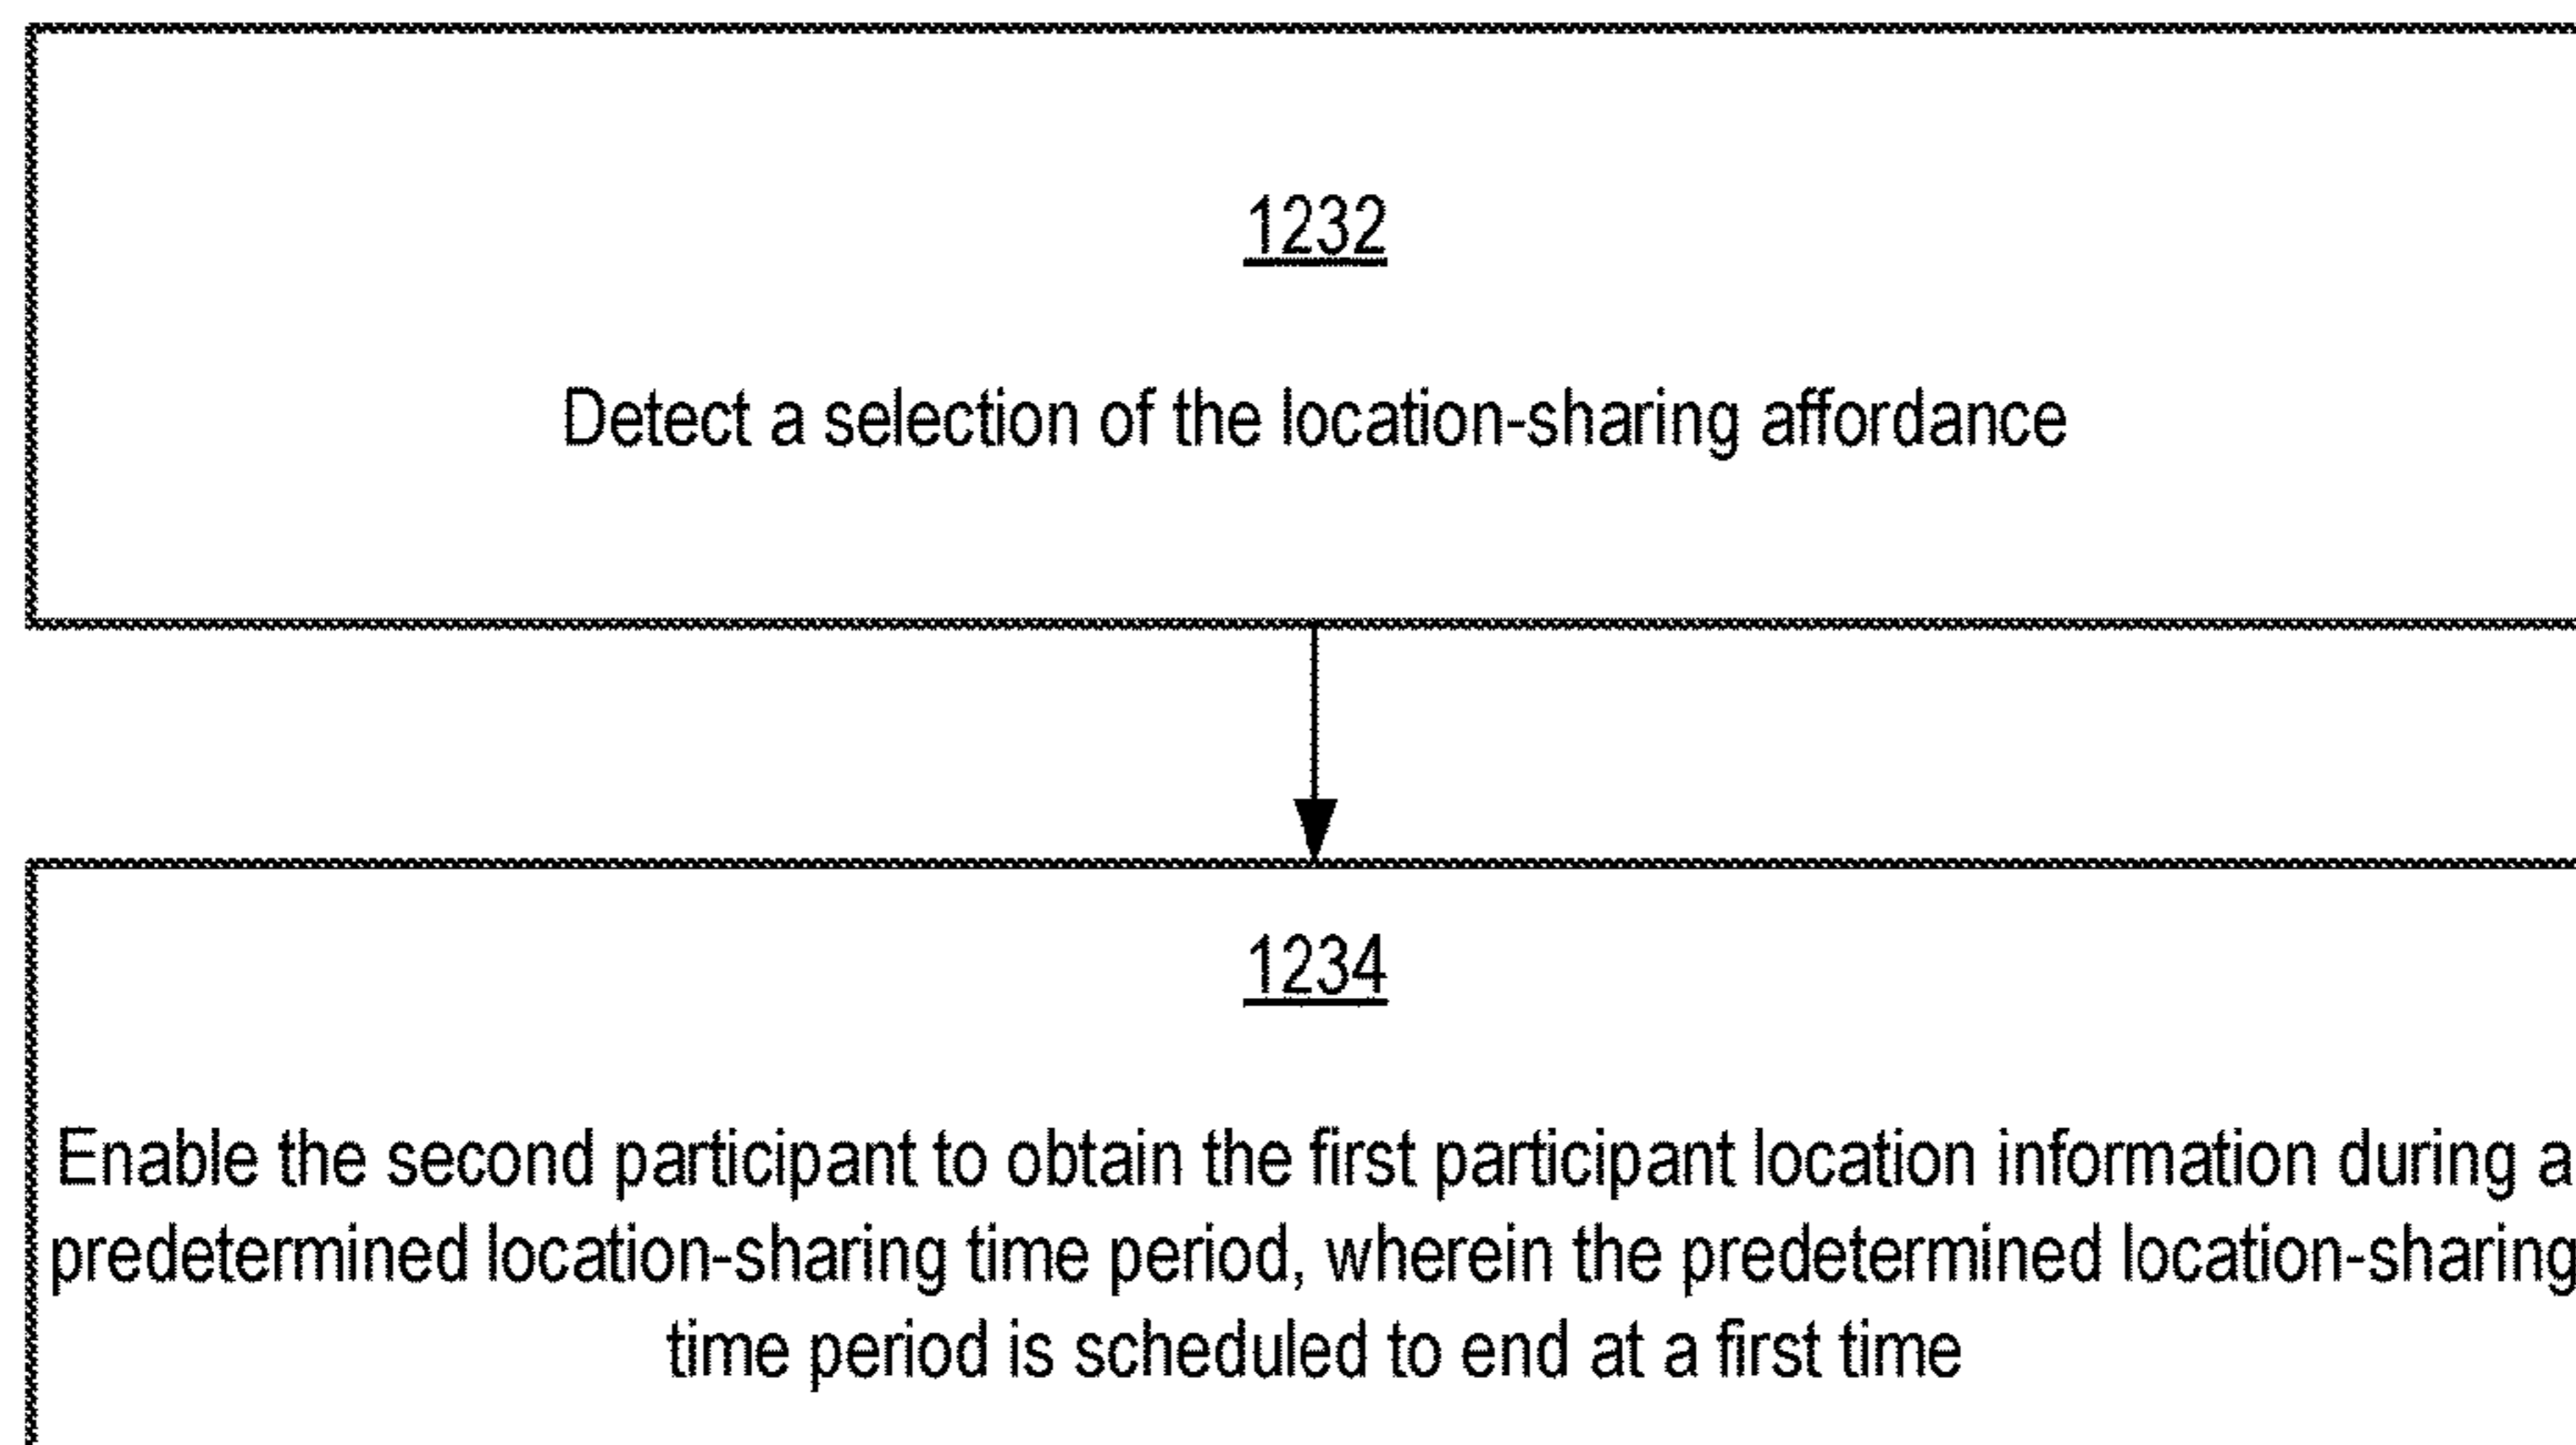 1232
Detect a selection of the location-sharing affordance
1234
Enable the second participant to obtain the first participant location information during a
predetermined location-sharing time period, wherein the predetermined location-sharing
time period is scheduled to end at a first time